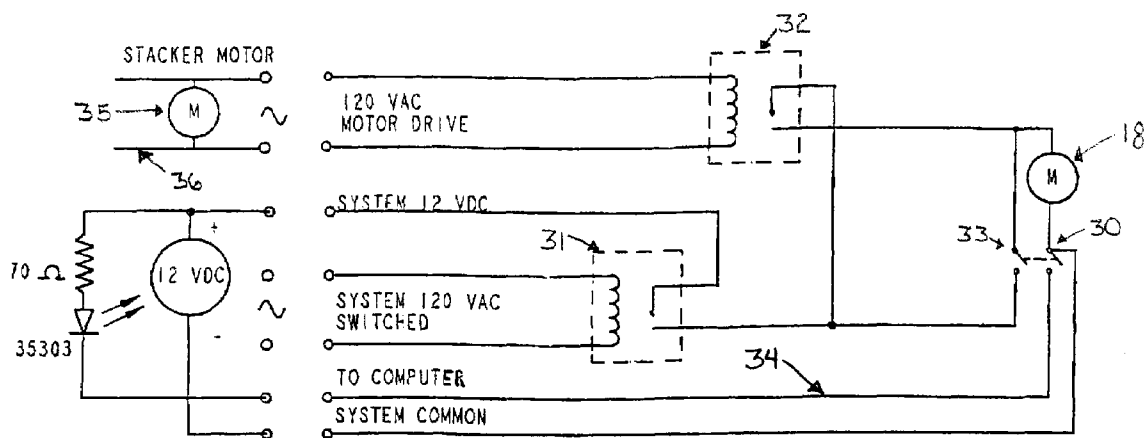 32
STACKER MOTOR
35
M
~
120 VAC
MOTOR DRIVE
18
M
36
SYSTEM 12 VDC
+
31
33
30
70 Ω
12 VDC
~
SYSTEM 120 VAC
SWITCHED
-
35303
34
TO COMPUTER
SYSTEM COMMON